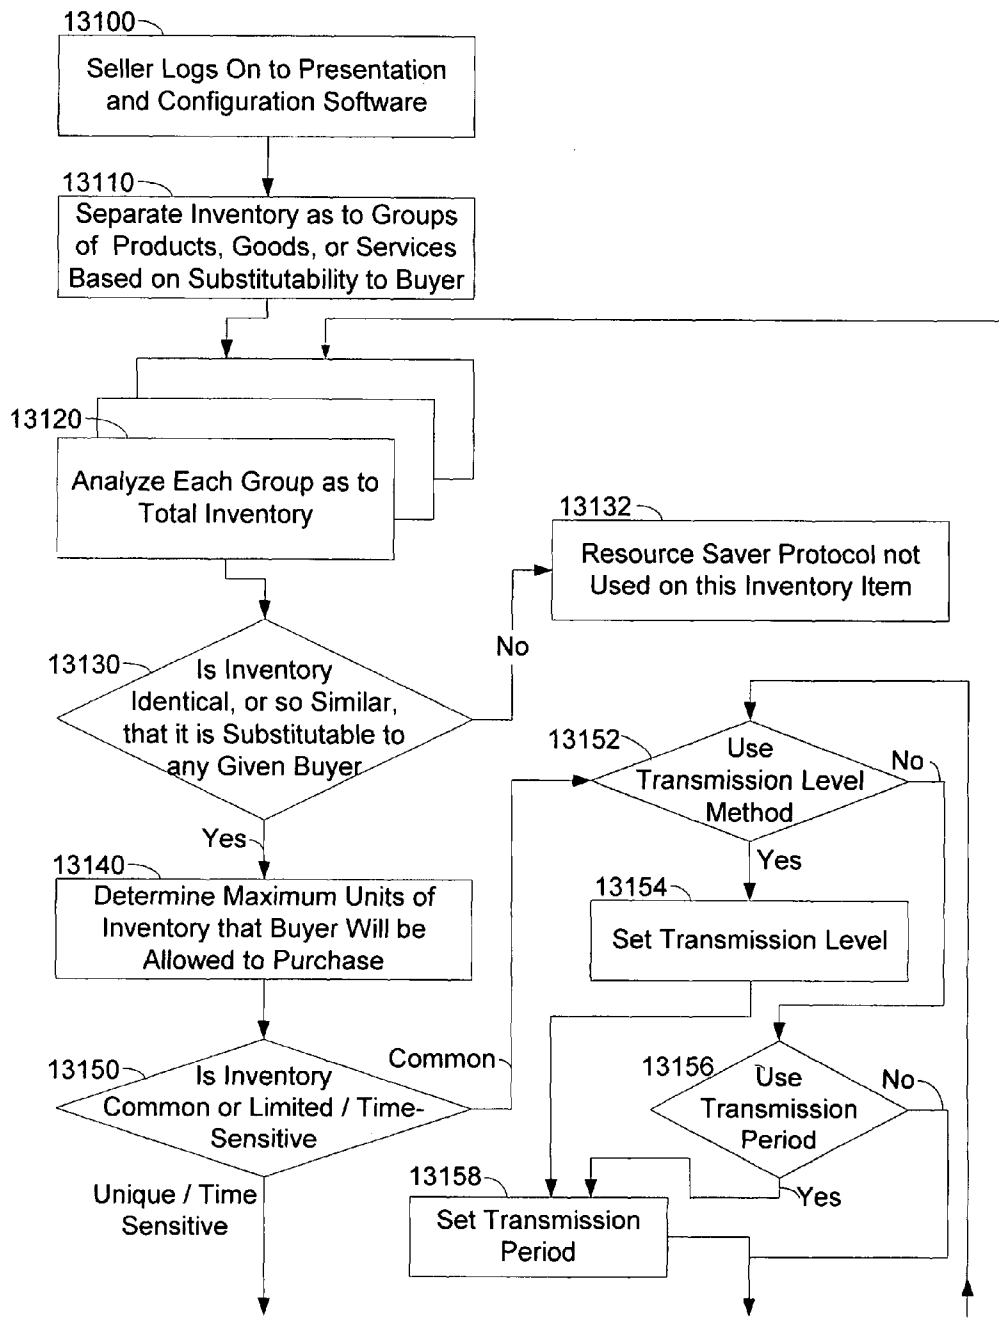 13100
Seller Logs On to Presentation
and Configuration Software
13110
Separate Inventory as to Groups
of Products, Goods, or Services
Based on Substitutability to Buyer
13120
Analyze Each Group as to
Total Inventory
13132
Resource Saver Protocol not
Used on this Inventory Item
No
13130
Is Inventory
Identical, or so Similar,
that it is Substitutable to
any Given Buyer
Yes
13152
Use
Transmission Level
Method
No
Yes
13140
Determine Maximum Units of
Inventory that Buyer Will be
Allowed to Purchase
13154
Set Transmission Level
Common
13150
Is Inventory
Common or Limited / Time-
Sensitive
13156
Use
Transmission
Period
No
Yes
Unique / Time
Sensitive
13158
Set Transmission
Period